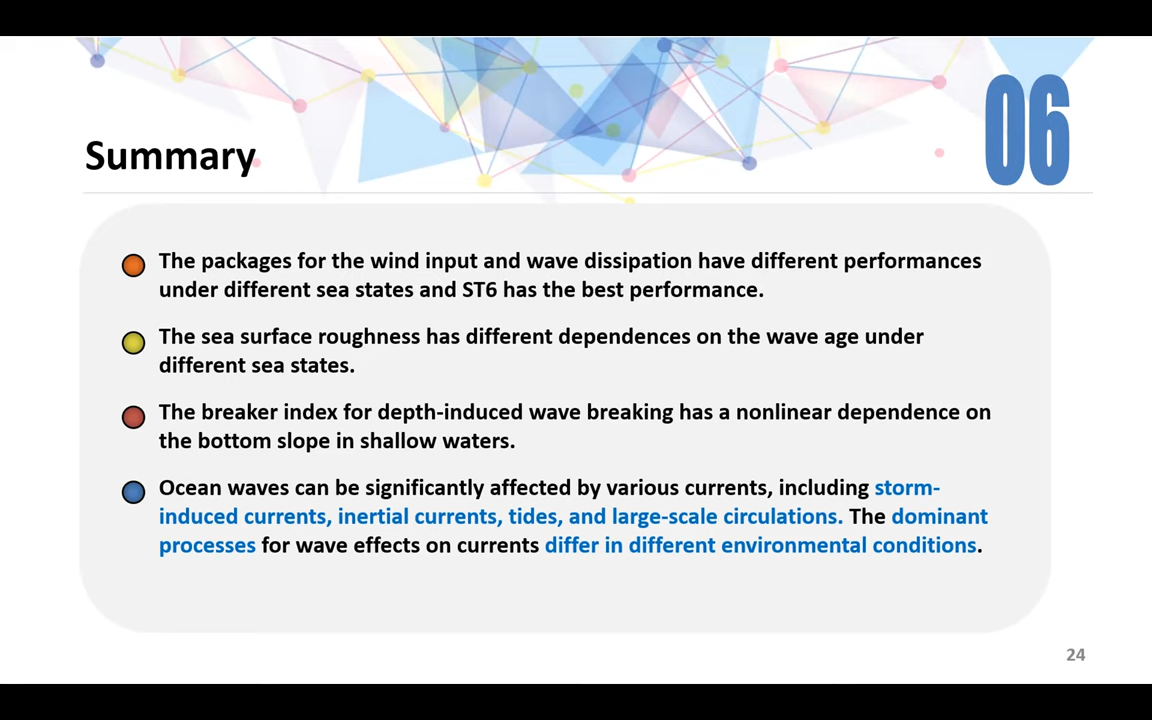 06
Summary
The packages for the wind input and wave dissipation have different performances
under different sea states and ST6 has the best performance.
The sea surface roughness has different dependences on the wave age under
different sea states.
The breaker index for depth-induced wave breaking has a nonlinear dependence on
the bottom slope in shallow waters.
Ocean waves can be significantly affected by various currents, including storm-
induced currents, inertial currents, tides, and large-scale circulations. The dominant
processes for wave effects on currents differ in different environmental conditions.
24